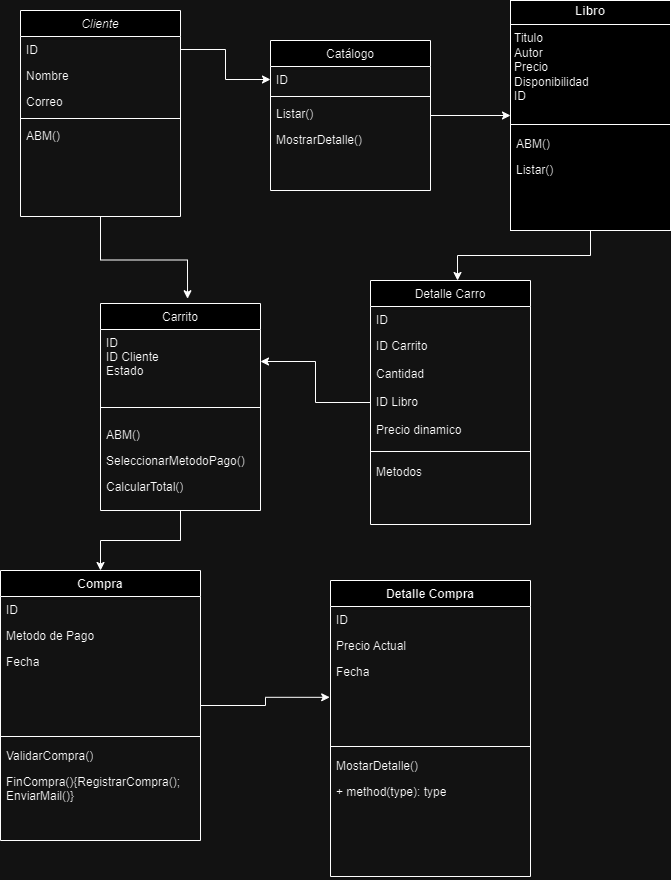 Cliente
ID
Nombre
Correo
ABM()
Catálogo
ID
Listar()
MostrarDetalle()
Libro
Titulo
Autor
Precio
Disponibilidad
ID
ABM()
Listar()
Carrito
ID
ID Cliente
Estado
ABM()
SeleccionarMetodoPago()
CalcularTotal()
Detalle Carro
ID
ID Carrito
Cantidad
ID Libro
Precio dinamico
Metodos
Compra
ID
Metodo de Pago
Fecha
ValidarCompra()
FinCompra(){RegistrarCompra();
EnviarMail()}
Detalle Compra
ID
Precio Actual
Fecha
MostarDetalle()
+ method(type): type